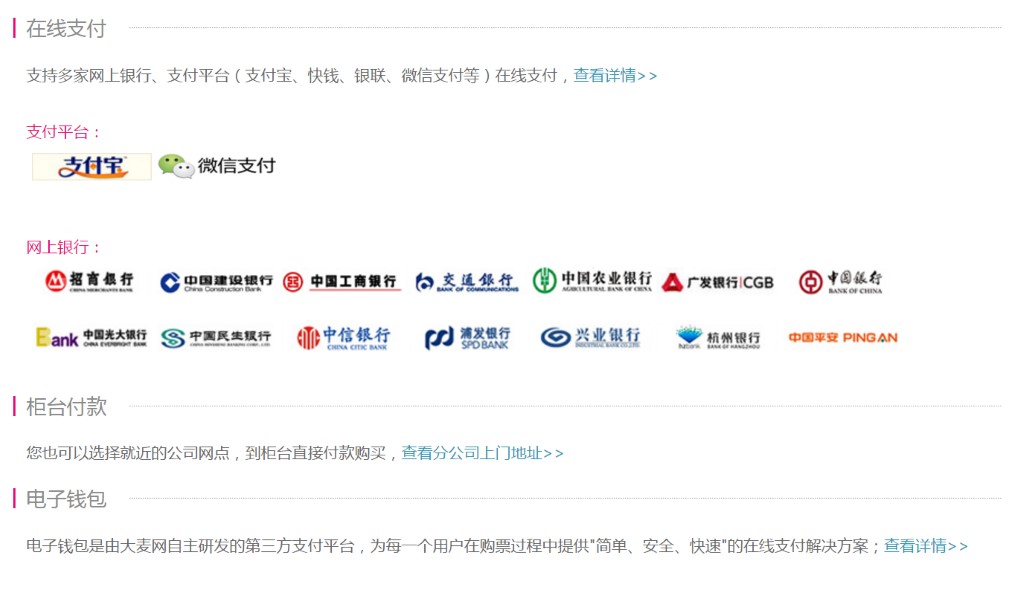 在线支付
支持多家网上银行、支付平台（支付宝、快钱、银联、微信支付等）在线支付，查看详情>>
支付平台：
支付宝 微信支付
网上银行：
招商银行 中国建设银行 中国工商银行 交通银行 中国农业银行 广发银行|CGB 中国银行
CHINA MERCHANTS BANK China Construction Bank BANK OF COMMUNICATIONS AGRICULTURAL BANK OF CHINA BANK OF CHINA
Bank 中国光大银行 中国民生银行 中信银行 浦发银行 兴业银行 杭州银行 中国平安 PINGAN
CHINA EVERBRIGHT BANK CHINA MINSHENG BANKING CORP., LTD CHINA CITIC BANK SPD BANK INDUSTRIAL BANK CO.,LTD. hzbank BANK OF HANGZHOU
柜台付款
您也可以选择就近的公司网点，到柜台直接付款购买，查看分公司上门地址>>
电子钱包
电子钱包是由大麦网自主研发的第三方支付平台，为每一个用户在购票过程中提供"简单、安全、快速"的在线支付解决方案；查看详情>>